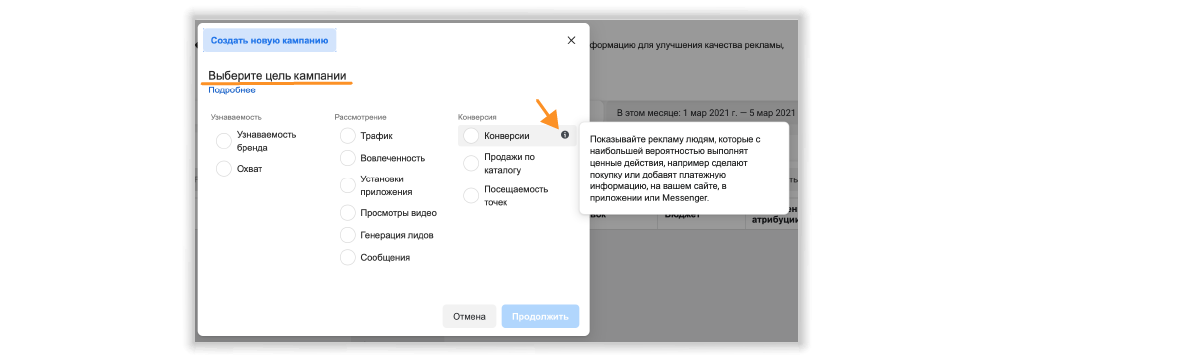 Создать новую кампанию
формацию для улучшения качества рекламы,
Выберите цель кампании
Подробнее
В этом месяце: 1 мар 2021 г. — 5 мар 2021
Узнаваемость
Рассмотрение
Конверсия
Узнаваемость
бренда
Охват
Трафик
Вовлеченность
Установки
приложения
Просмотры видео
Генерация лидов
Сообщения
Конверсии
Продажи по
каталогу
Посещаемость
точек
Показывайте рекламу людям, которые с
наибольшей вероятностью выполнят
ценные действия, например сделают
покупку или добавят платежную
информацию, на вашем сайте, в
приложении или Messenger.
вок
Бюджет
атрибуции
Отмена
Продолжить